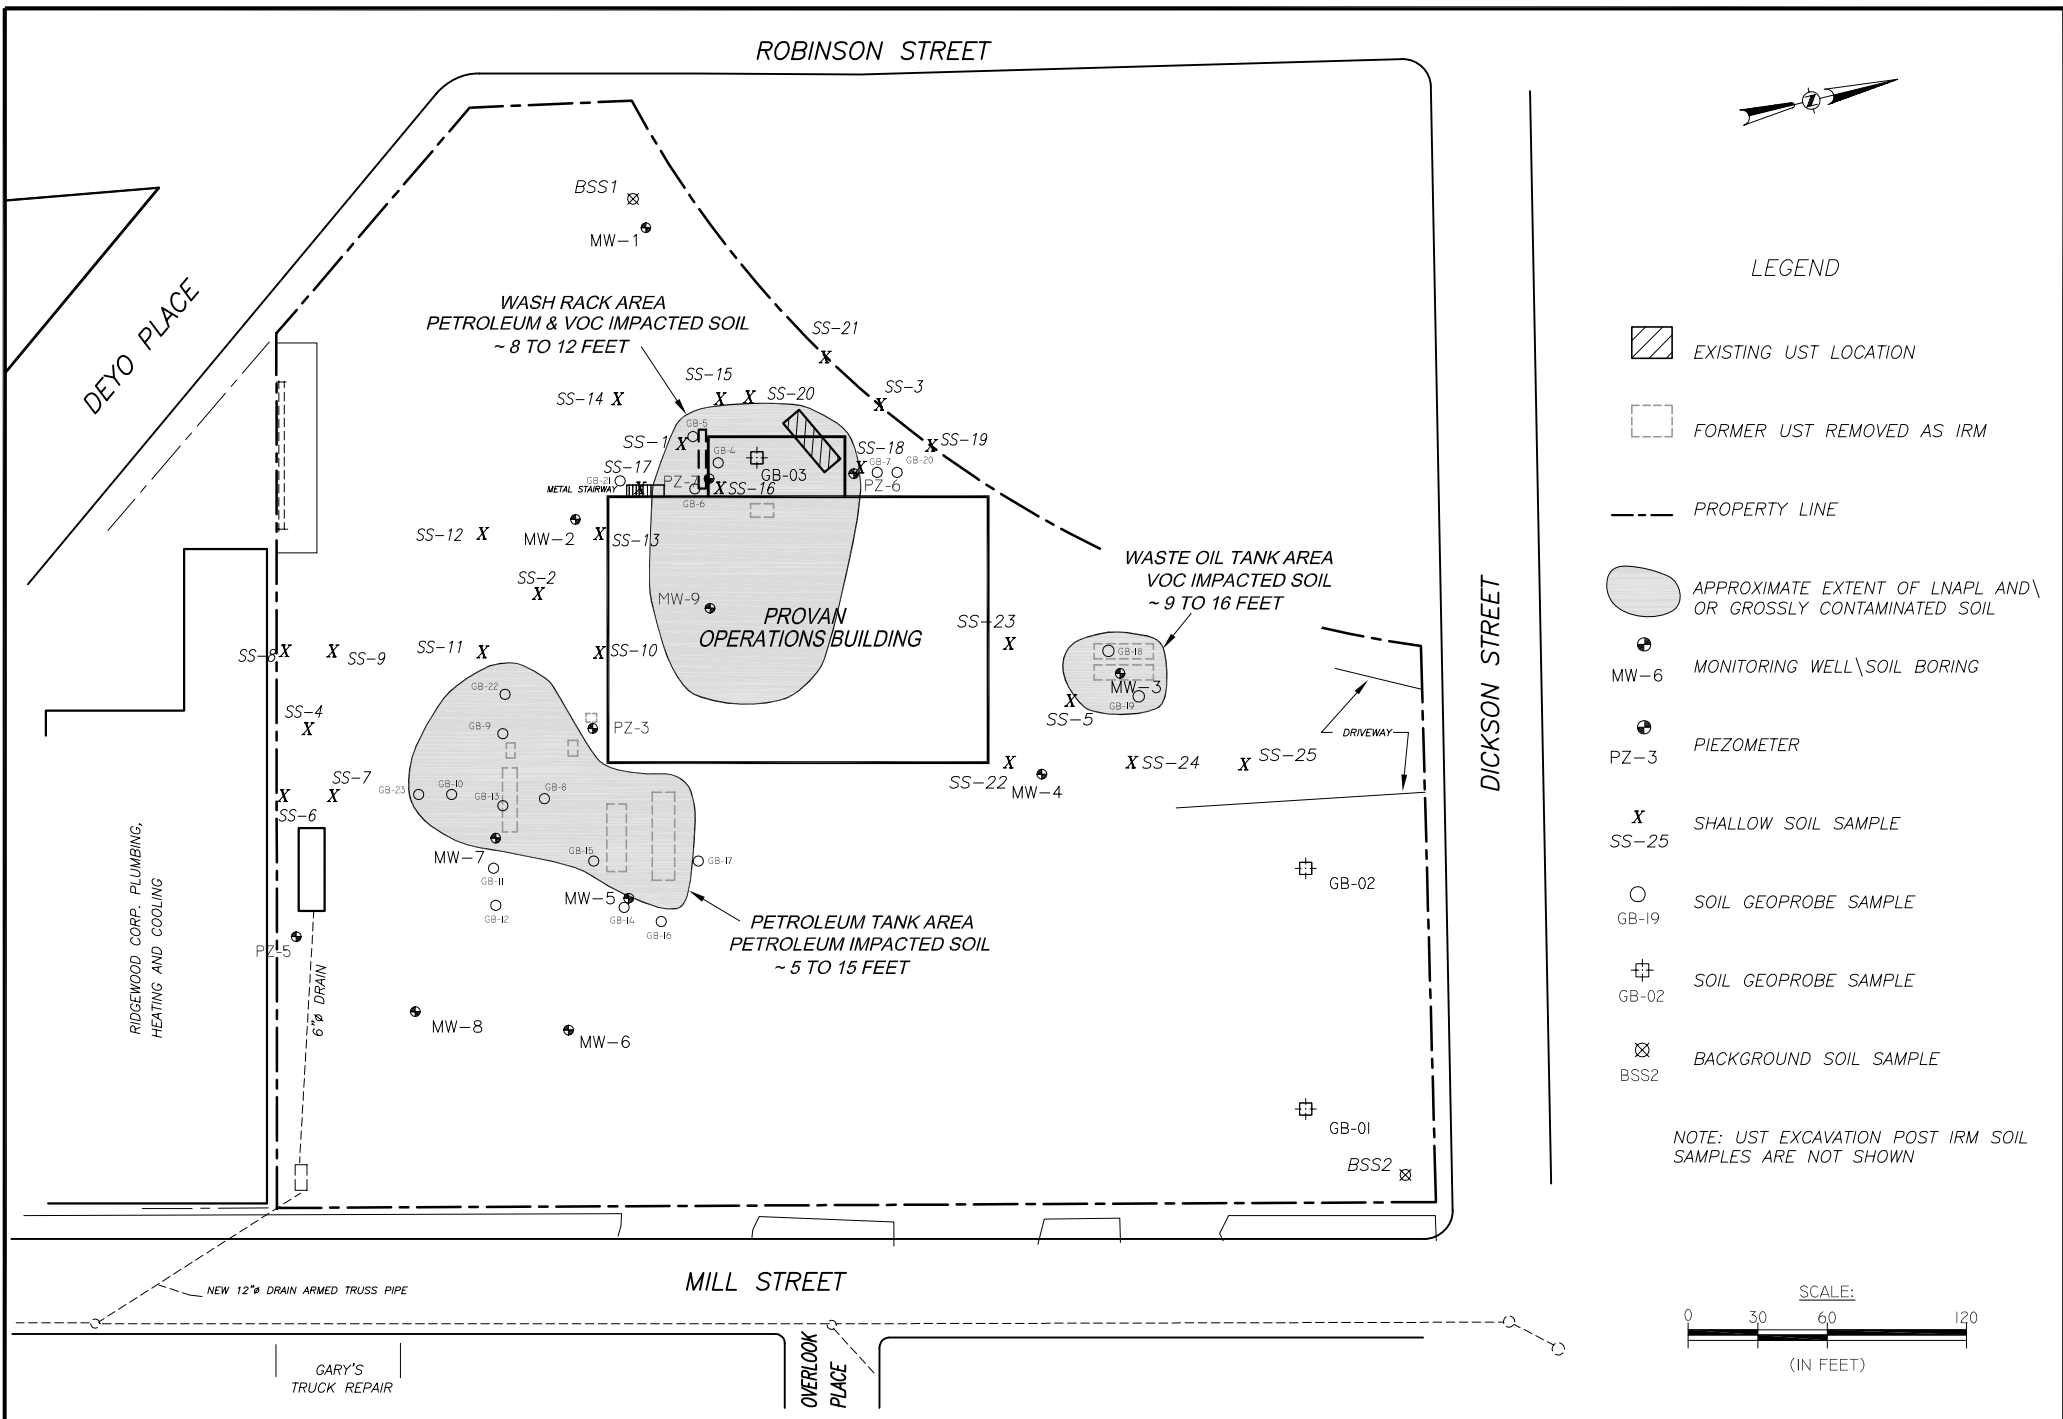 ROBINSON STREET
Z
BSS1
MW-1
DEYO PLACE
WASH RACK AREA
PETROLEUM & VOC IMPACTED SOIL
~ 8 TO 12 FEET
SS-21
SS-15
SS-20
SS-3
SS-14
GB-5
SS-1
SS-19
SS-18
GB-4
GB-7
GB-20
SS-17
GB-03
GB-21
PZ-7
SS-16
PZ-6
METAL STAIRWAY
GB-6
SS-12
MW-2
SS-13
SS-2
WASTE OIL TANK AREA
VOC IMPACTED SOIL
~ 9 TO 16 FEET
MW-9
PROVAN
OPERATIONS BUILDING
SS-23
SS-8
SS-9
SS-11
SS-10
GB-18
GB-22
MW-3
GB-19
SS-5
SS-4
GB-9
PZ-3
DRIVEWAY
DICKSON STREET
SS-7
SS-22
SS-24
SS-25
GB-23
GB-10
GB-13
GB-8
MW-4
SS-6
MW-7
GB-15
GB-17
GB-11
GB-02
MW-5
GB-12
GB-14
GB-16
PETROLEUM TANK AREA
PETROLEUM IMPACTED SOIL
~ 5 TO 15 FEET
PZ-5
RIDGEWOOD CORP. PLUMBING,
HEATING AND COOLING
6"ø DRAIN
MW-8
MW-6
GB-01
BSS2
MILL STREET
NEW 12"ø DRAIN ARMED TRUSS PIPE
GARY'S
TRUCK REPAIR
OVERLOOK
PLACE
LEGEND
EXISTING UST LOCATION
FORMER UST REMOVED AS IRM
PROPERTY LINE
APPROXIMATE EXTENT OF LNAPL AND\
OR GROSSLY CONTAMINATED SOIL
MW-6
MONITORING WELL\SOIL BORING
PZ-3
PIEZOMETER
X
SS-25
SHALLOW SOIL SAMPLE
GB-19
SOIL GEOPROBE SAMPLE
GB-02
SOIL GEOPROBE SAMPLE
BSS2
BACKGROUND SOIL SAMPLE
NOTE: UST EXCAVATION POST IRM SOIL
SAMPLES ARE NOT SHOWN
SCALE:
0 30 60 120
(IN FEET)